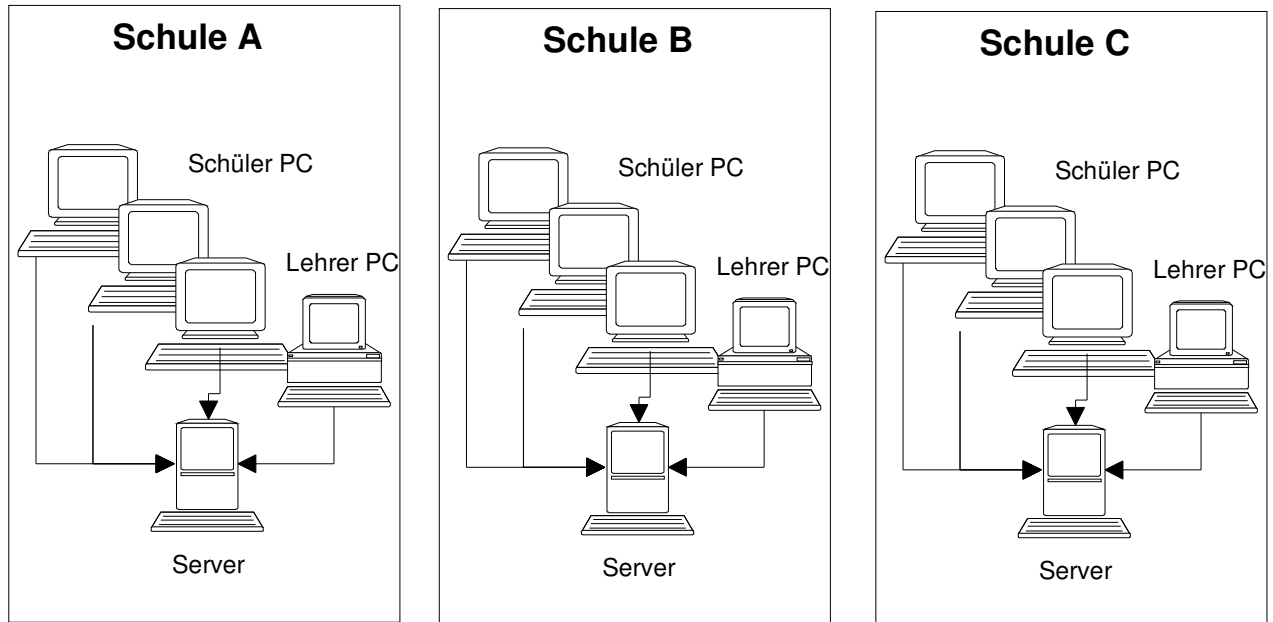 Schule A
Schüler PC
Lehrer PC
Server
Schule B
Schüler PC
Lehrer PC
Server
Schule C
Schüler PC
Lehrer PC
Server